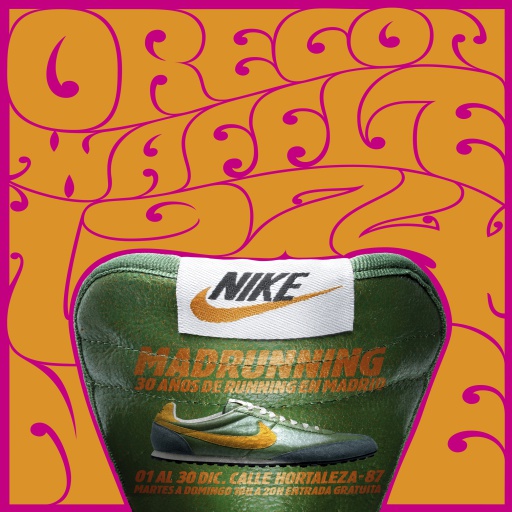 OREGON
WAFFLE
1972
NIKE
MADRUNNING
30 AÑOS DE RUNNING EN MADRID
01 AL 30 DIC. CALLE HORTALEZA-87
MARTES A DOMINGO 10 A 20H ENTRADA GRATUITA